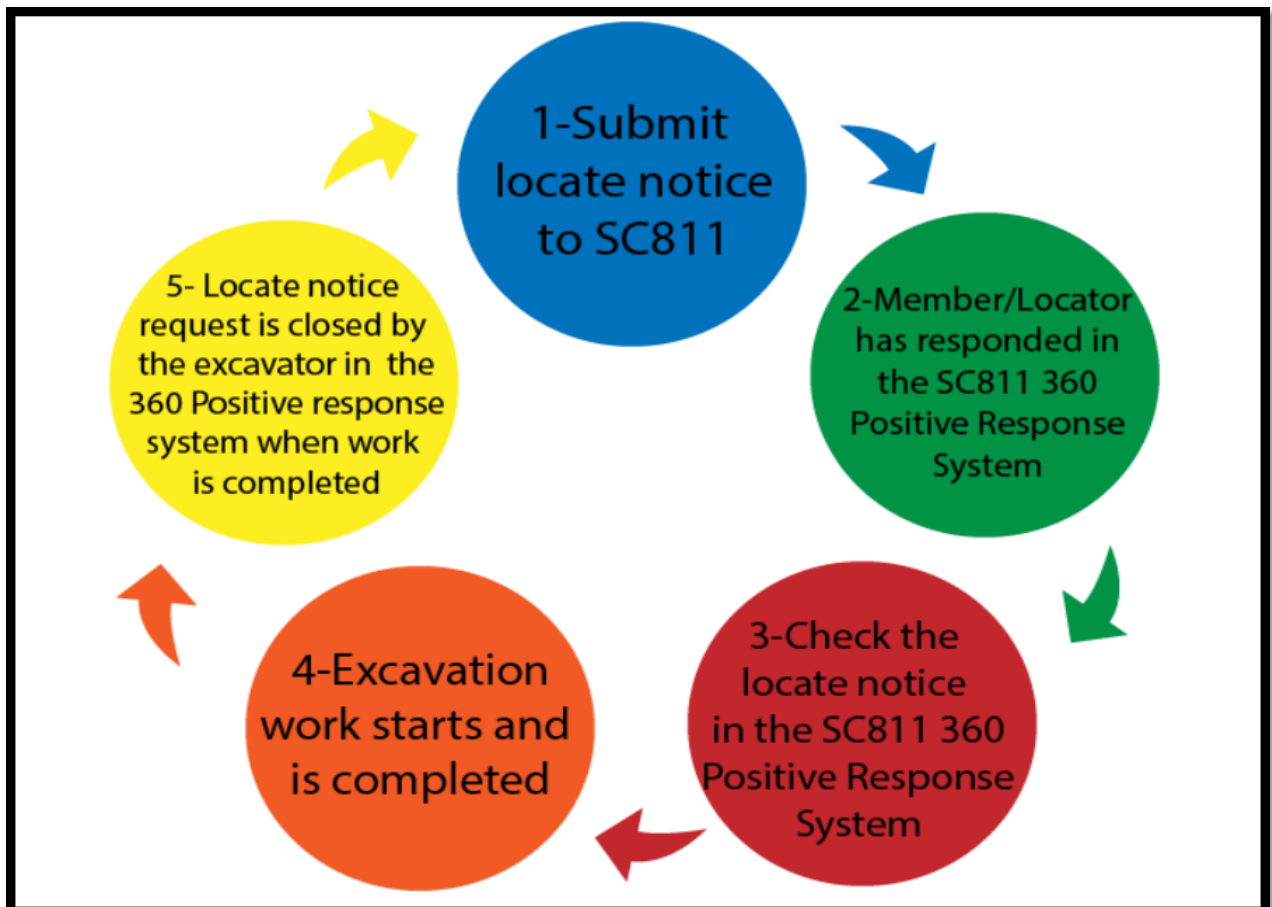 1-Submit
locate notice
to SC811
2-Member/Locator
has responded in
the SC811 360
Positive Response
System
3-Check the
locate notice
in the SC811 360
Positive Response
System
4-Excavation
work starts and
is completed
5- Locate notice
request is closed by
the excavator in the
360 Positive response
system when work
is completed